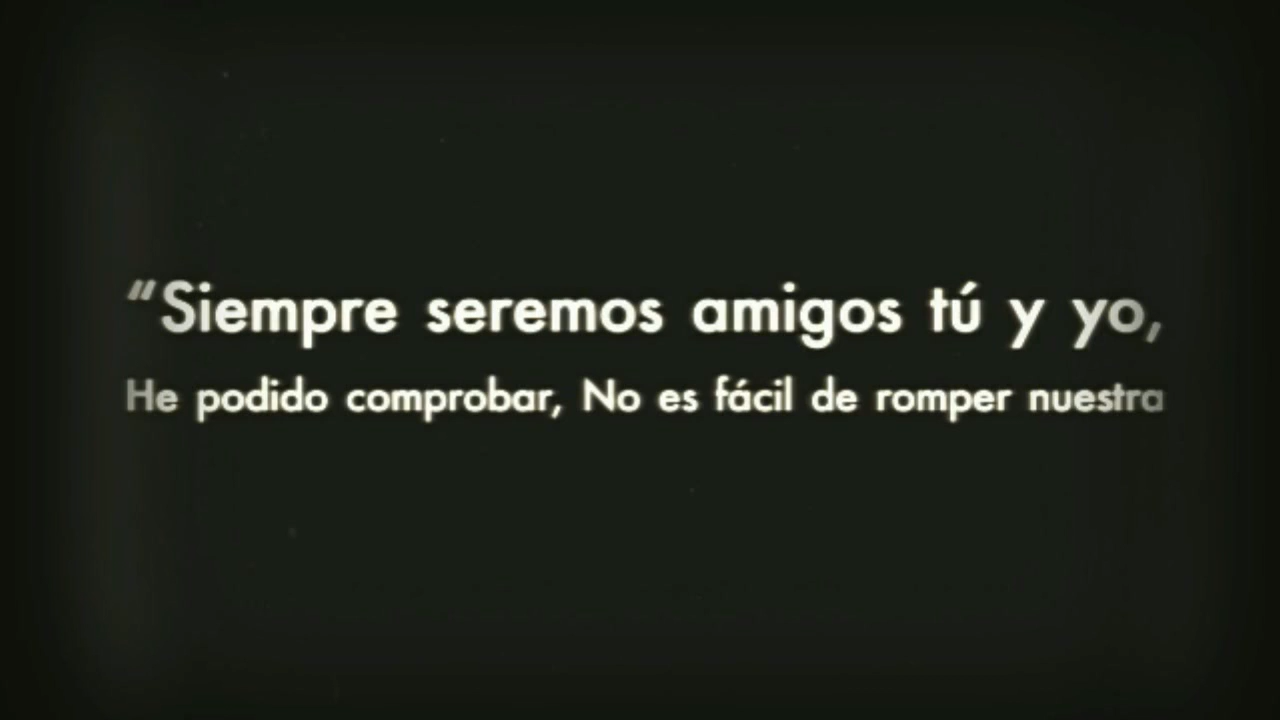 “Siempre seremos amigos tú y yo,
He podido comprobar, No es fácil de romper nuestra